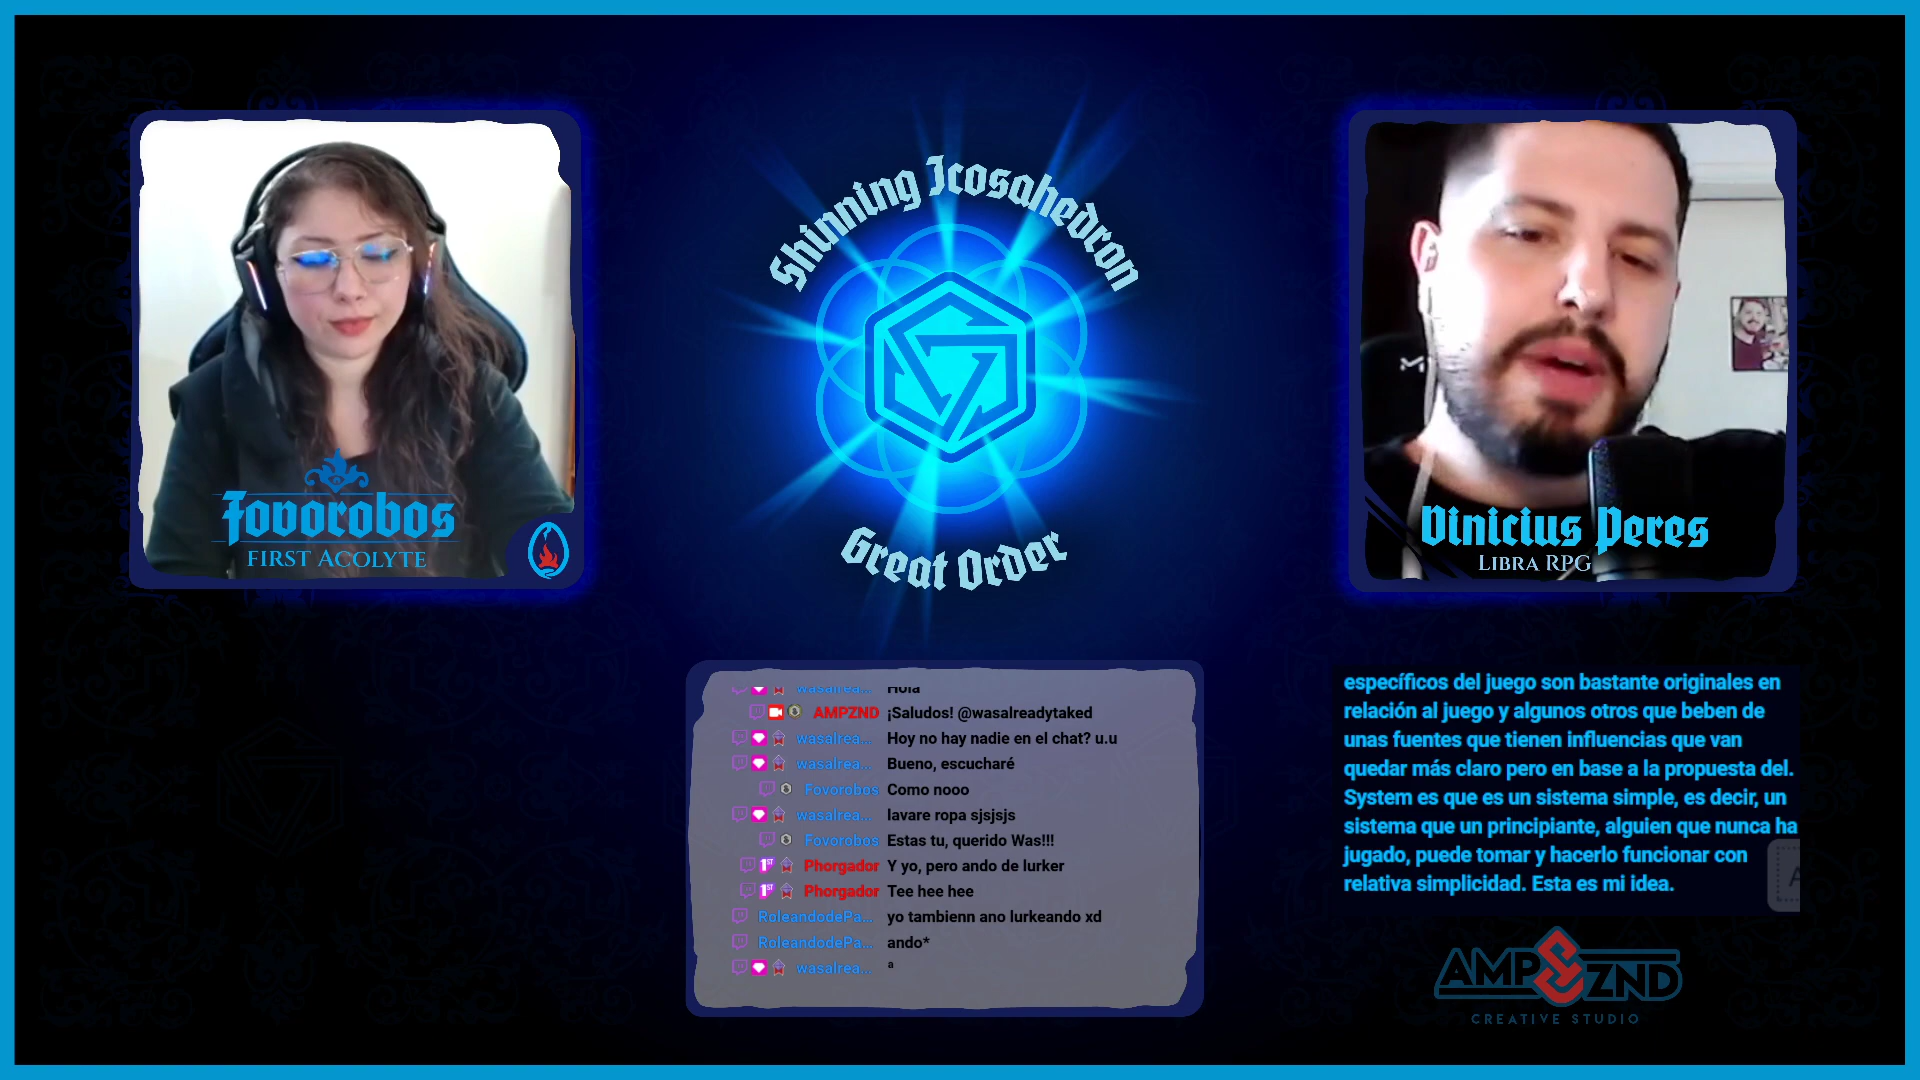 Shinning Icosahedron
Great Order
Fovorobos
FIRST ACOLYTE
Vinicius Peres
LIBRA RPG
wasalrea... Hola
AMPZND ¡Saludos! @wasalreadytaked
wasalrea... Hoy no hay nadie en el chat? u.u
wasalrea... Bueno, escucharé
Fovorobos Como nooo
wasalrea... lavare ropa sjsjsjs
Fovorobos Estas tu, querido Was!!!
1ST Phorgador Y yo, pero ando de lurker
1ST Phorgador Tee hee hee
RoleandodePa... yo tambienn ano lurkeando xd
RoleandodePa... ando*
wasalrea... ª
específicos del juego son bastante originales en
relación al juego y algunos otros que beben de
unas fuentes que tienen influencias que van
quedar más claro pero en base a la propuesta del.
System es que es un sistema simple, es decir, un
sistema que un principiante, alguien que nunca ha
jugado, puede tomar y hacerlo funcionar con
relativa simplicidad. Esta es mi idea.
AMPZND
CREATIVE STUDIO